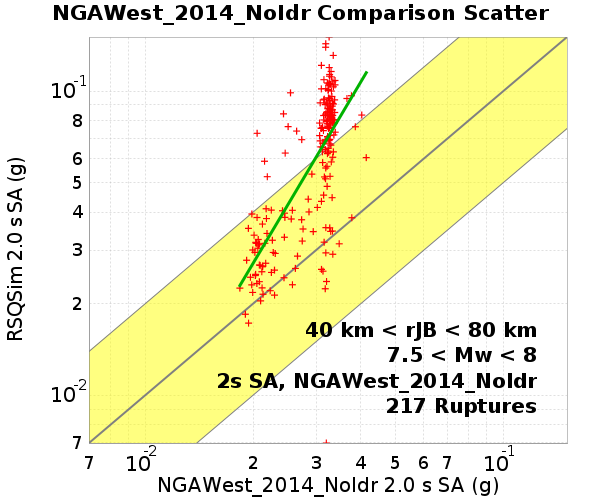 NGAWest_2014_NoIdr Comparison Scatter
10-1
8
6
5
4
3
2
10-2
7
RSQSim 2.0 s SA (g)
40 km < rJB < 80 km
7.5 < Mw < 8
2s SA, NGAWest_2014_NoIdr
217 Ruptures
7 10-2 2 3 4 5 6 7 10-1
NGAWest_2014_NoIdr 2.0 s SA (g)